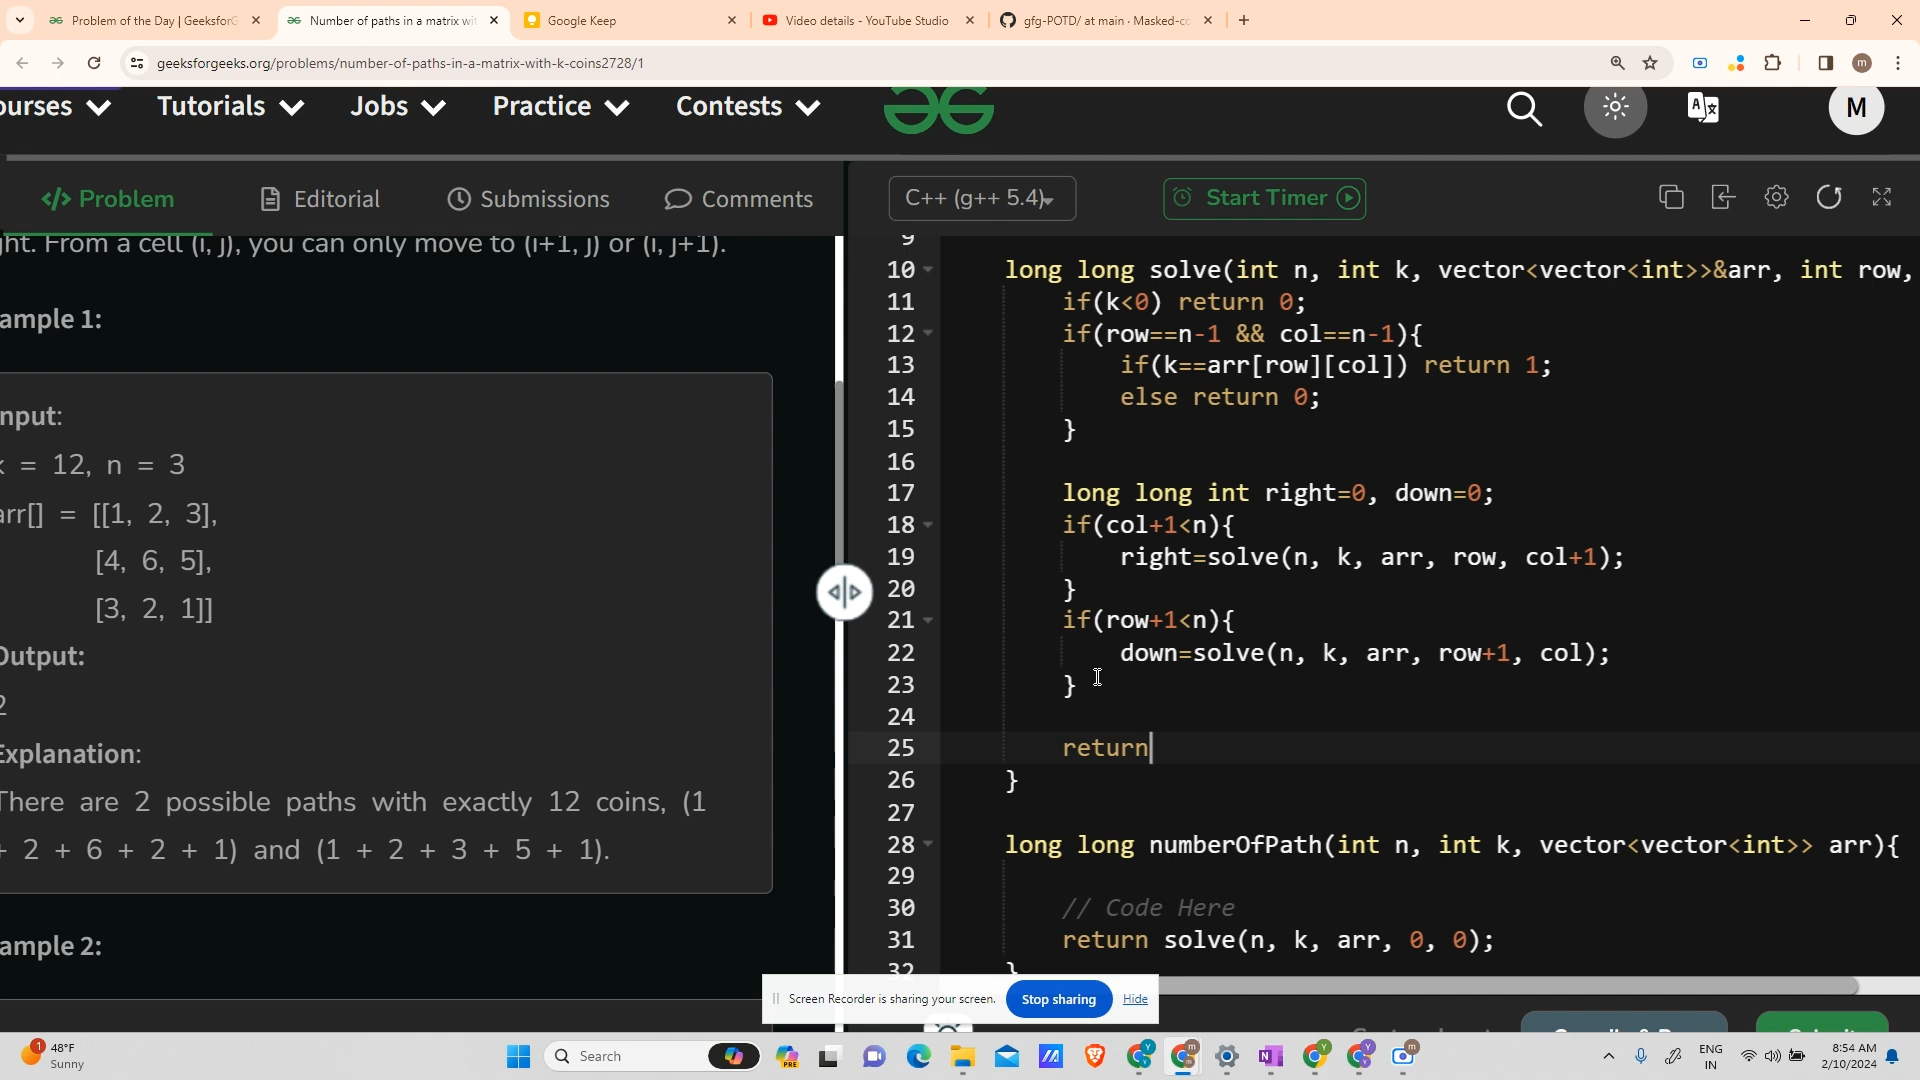 Problem of the Day | GeeksforG
Number of paths in a matrix wit
Google Keep
Video details - YouTube Studio
gfg-POTD/ at main · Masked-co
geeksforgeeks.org/problems/number-of-paths-in-a-matrix-with-k-coins2728/1
m
ourses
Tutorials
Jobs
Practice
Contests
M
</> Problem
Editorial
Submissions
Comments
C++ (g++ 5.4)
Start Timer
ght. From a cell (i, j), you can only move to (i+1, j) or (i, j+1).
ample 1:
nput:
k = 12, n = 3
arr[] = [[1, 2, 3],
[4, 6, 5],
[3, 2, 1]]
Output:
2
Explanation:
There are 2 possible paths with exactly 12 coins, (1
+ 2 + 6 + 2 + 1) and (1 + 2 + 3 + 5 + 1).
ample 2:
9
10 long long solve(int n, int k, vector<vector<int>>&arr, int row,
11 if(k<0) return 0;
12 if(row==n-1 && col==n-1){
13 if(k==arr[row][col]) return 1;
14 else return 0;
15 }
16
17 long long int right=0, down=0;
18 if(col+1<n){
19 right=solve(n, k, arr, row, col+1);
20 }
21 if(row+1<n){
22 down=solve(n, k, arr, row+1, col);
23 }
24
25 return
26 }
27
28 long long numberOfPath(int n, int k, vector<vector<int>> arr){
29
30 // Code Here
31 return solve(n, k, arr, 0, 0);
32 }
Screen Recorder is sharing your screen.
Stop sharing
Hide
1
48°F
Sunny
Search
PRE
ENG
IN
8:54 AM
2/10/2024